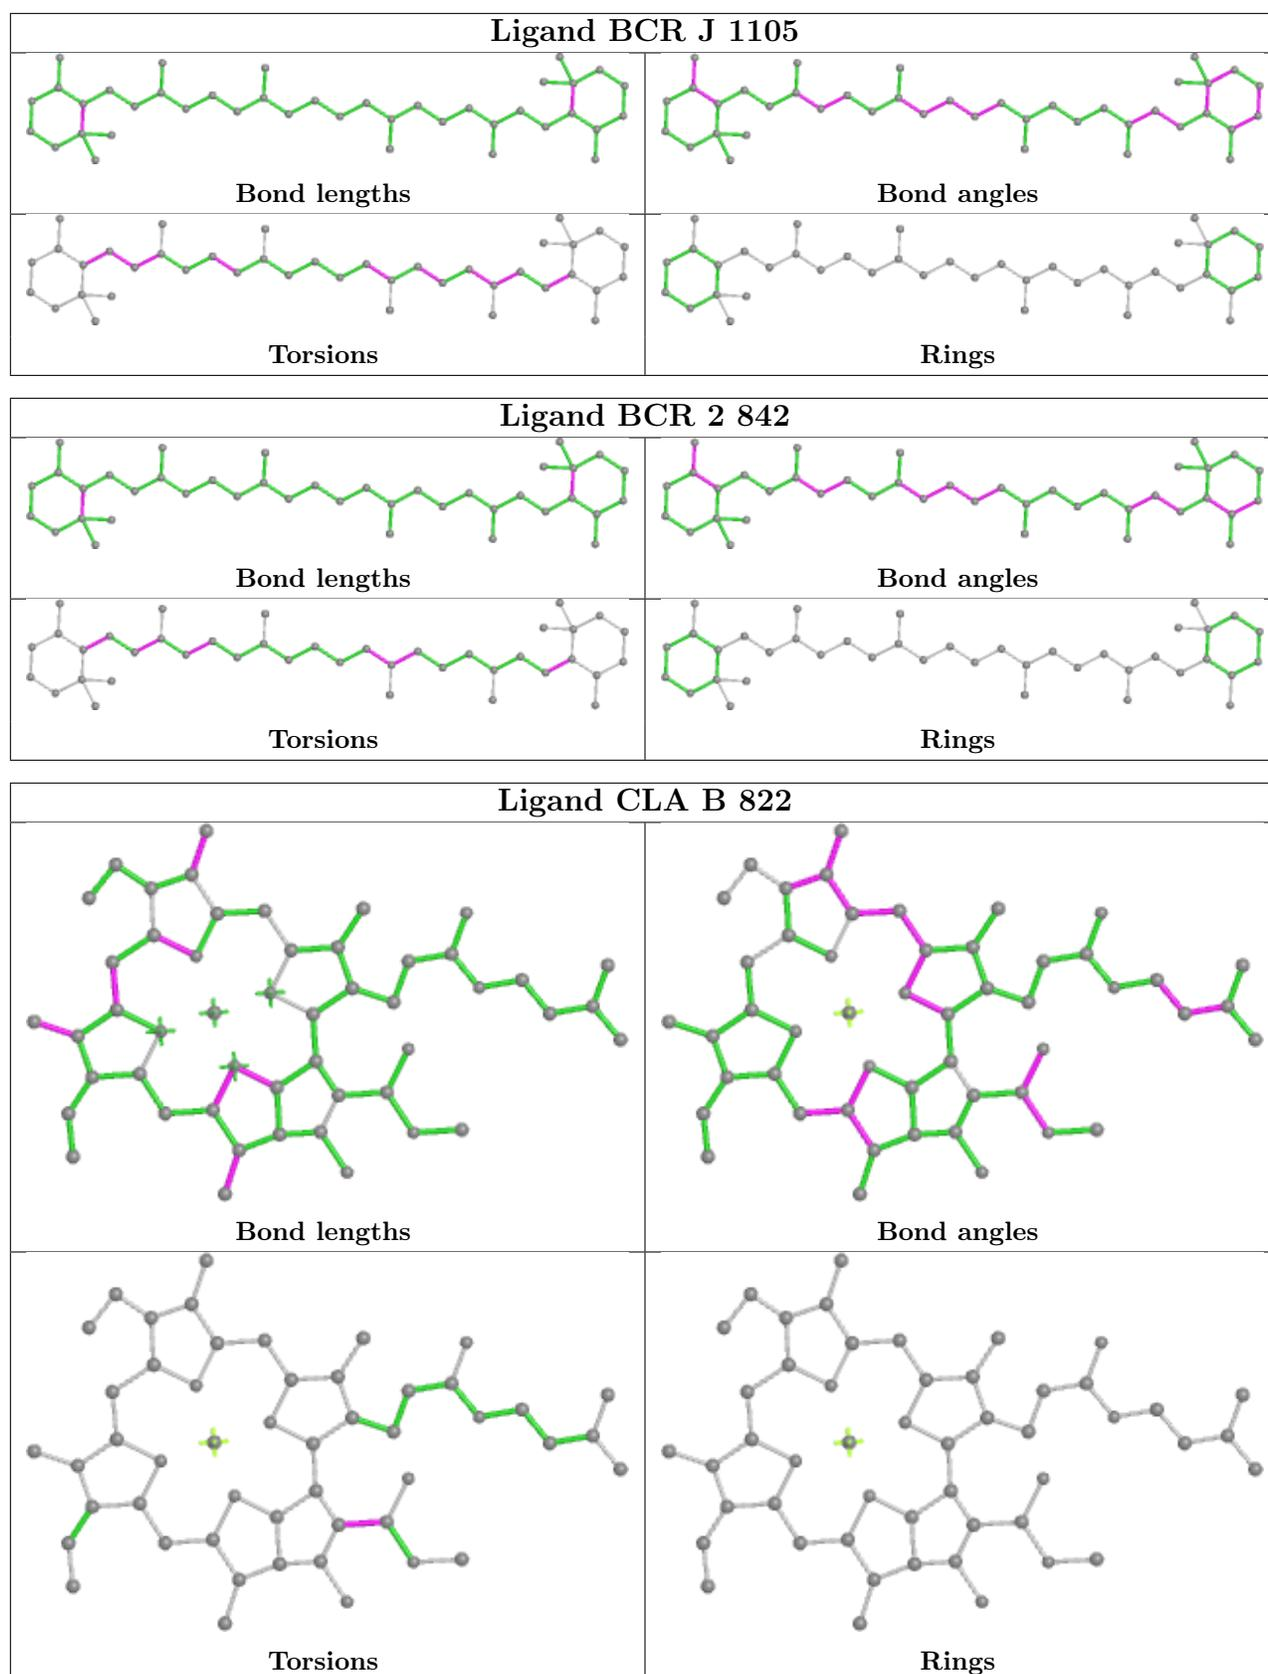 Ligand BCR J 1105
Bond lengths
Bond angles
Torsions
Rings
Ligand BCR 2 842
Bond lengths
Bond angles
Torsions
Rings
Ligand CLA B 822
Bond lengths
Bond angles
Torsions
Rings